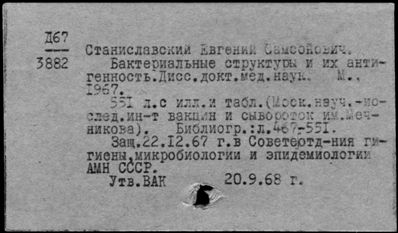 Д67
3882
Станиславский Евгений Самсонович.
Бактериальные структуры и их анти-
генность.Дисс.докт.мед.наук. М.,
1967.
551 л.с илл.и табл.(Моск.науч.-ис-
след.ин-т вакцин и сывороток им.Меч-
никова). Библиогр.:л.467-551.
Защ.22.12.67 г.в Советеотд-ния ги-
гиены,микробиологии и эпидемиологии
АМН СССР.
Утв.ВАК 20.9.68 г.